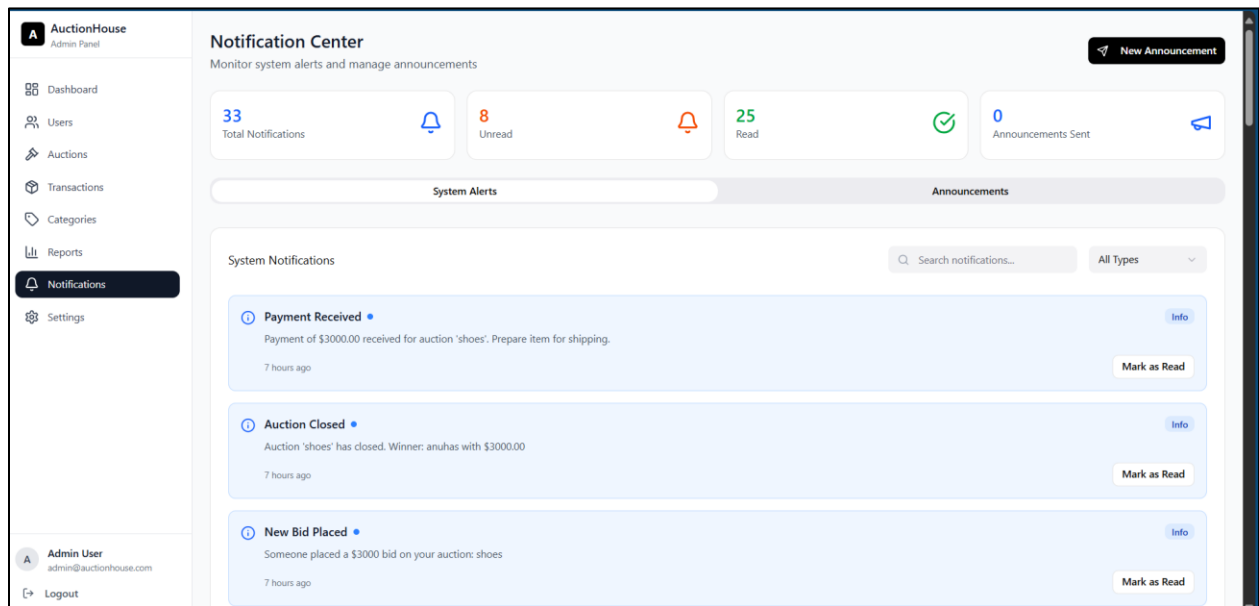 A
AuctionHouse
Admin Panel
Dashboard
Users
Auctions
Transactions
Categories
Reports
Notifications
Settings
A
Admin User
admin@auctionhouse.com
Logout
Notification Center
Monitor system alerts and manage announcements
New Announcement
33
Total Notifications
8
Unread
25
Read
0
Announcements Sent
System Alerts
Announcements
System Notifications
Search notifications...
All Types
Payment Received
Info
Payment of $3000.00 received for auction 'shoes'. Prepare item for shipping.
7 hours ago
Mark as Read
Auction Closed
Info
Auction 'shoes' has closed. Winner: anuhas with $3000.00
7 hours ago
Mark as Read
New Bid Placed
Info
Someone placed a $3000 bid on your auction: shoes
7 hours ago
Mark as Read